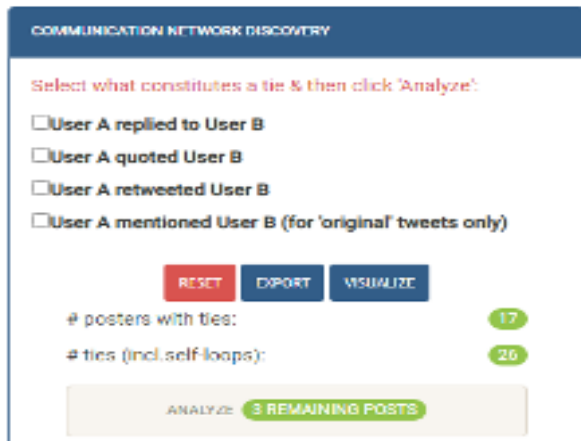 COMMUNICATION NETWORK DISCOVERY
Select what constitutes a tie & then click 'Analyze':
User A replied to User B
User A quoted User B
User A retweeted User B
User A mentioned User B (for 'original' tweets only)
RESET EXPORT VISUALIZE
# posters with ties: 17
# ties (incl.self-loops): 26
ANALYZE 3 REMAINING POSTS